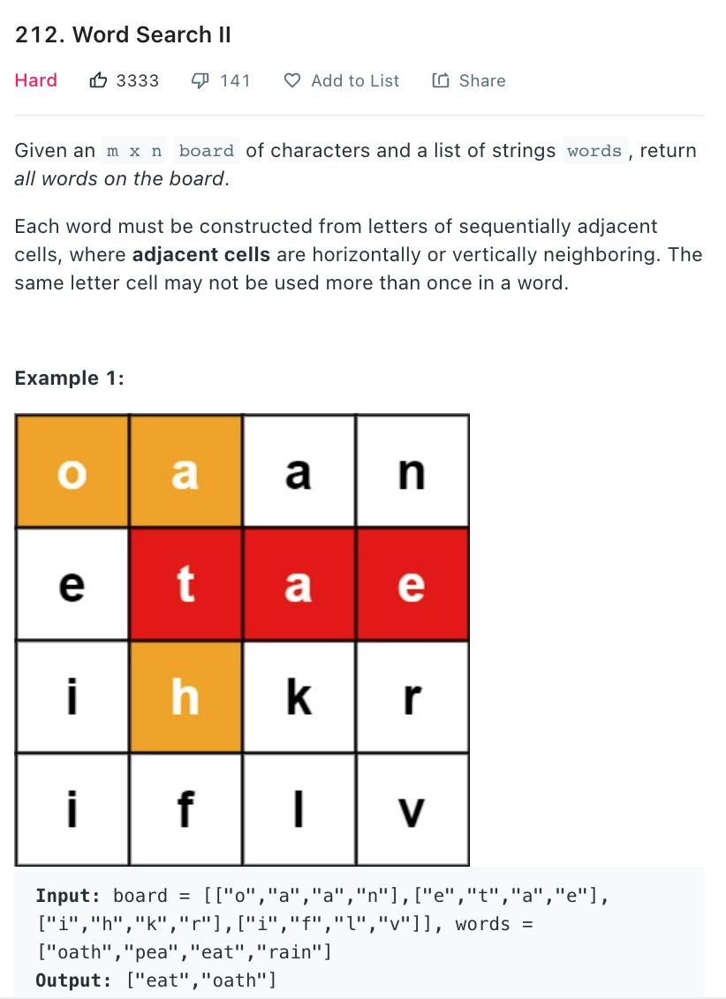 212. Word Search II
Hard 3333 141 Add to List Share
Given an m x n board of characters and a list of strings words , return
all words on the board.
Each word must be constructed from letters of sequentially adjacent
cells, where adjacent cells are horizontally or vertically neighboring. The
same letter cell may not be used more than once in a word.
Example 1:
o a a n
e t a e
i h k r
i f l v
Input: board = [["o","a","a","n"],["e","t","a","e"],
["i","h","k","r"],["i","f","l","v"]], words =
["oath","pea","eat","rain"]
Output: ["eat","oath"]